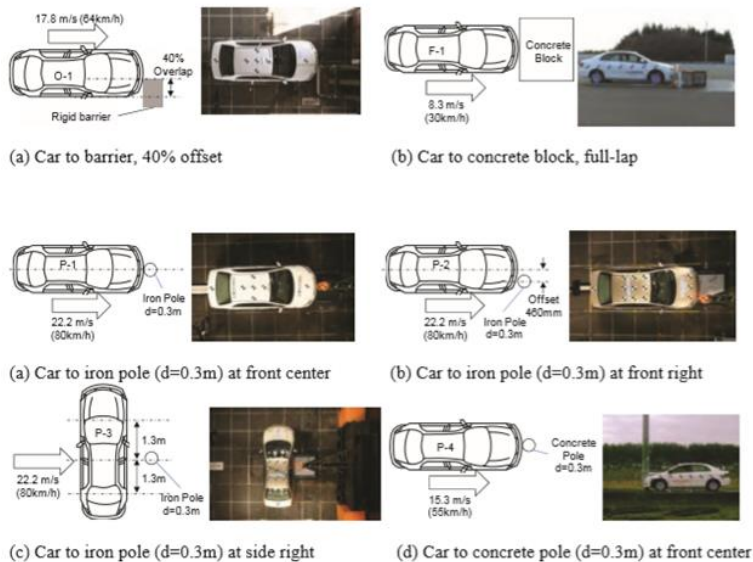 17.8 m/s (64km/h)
O-1
40%
Overlap
Rigid barrier
(a) Car to barrier, 40% offset
F-1
Concrete
Block
8.3 m/s
(30km/h)
(b) Car to concrete block, full-lap
P-1
22.2 m/s
(80km/h)
Iron Pole
d=0.3m
(a) Car to iron pole (d=0.3m) at front center
P-2
22.2 m/s
(80km/h)
Iron Pole
d=0.3m
Offset
460mm
(b) Car to iron pole (d=0.3m) at front right
P-3
1.3m
1.3m
22.2 m/s
(80km/h)
Iron Pole
d=0.3m
(c) Car to iron pole (d=0.3m) at side right
P-4
15.3 m/s
(55km/h)
Concrete
Pole
d=0.3m
(d) Car to concrete pole (d=0.3m) at front center